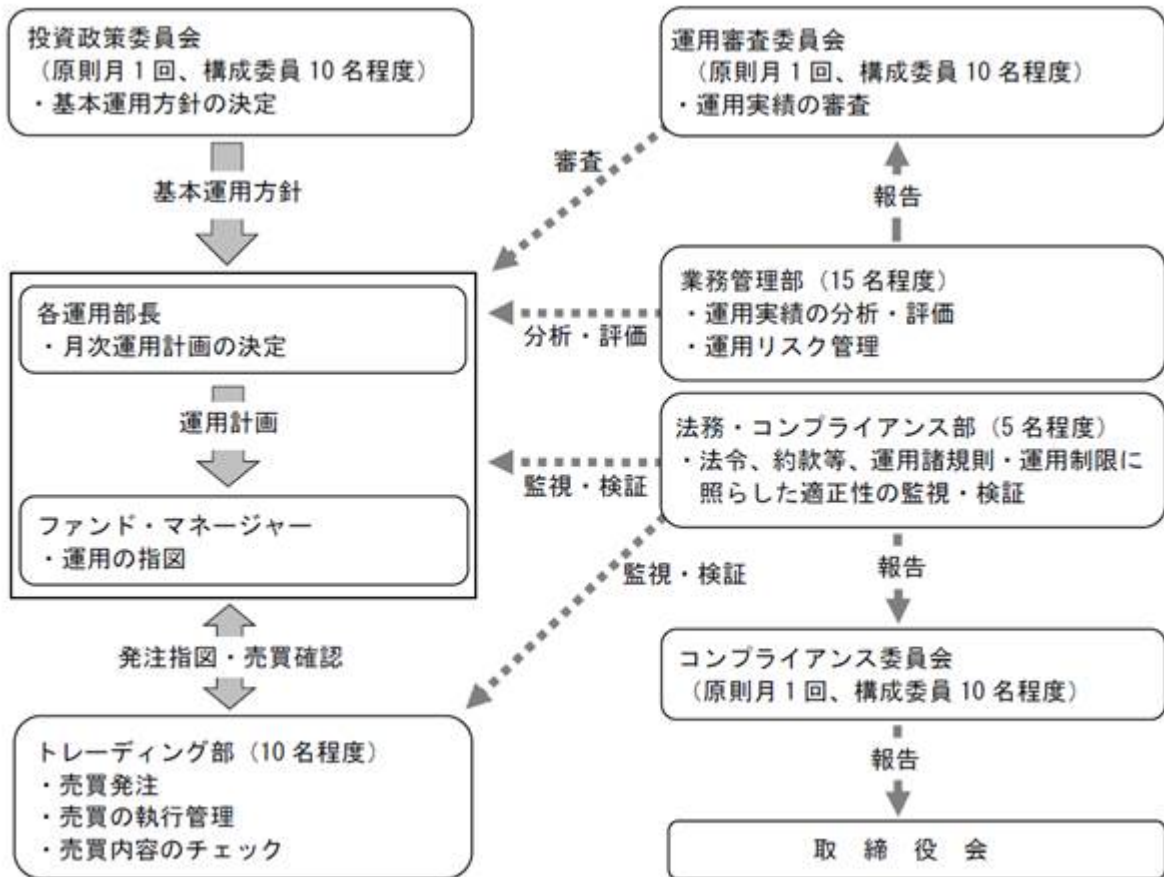 投資政策委員会
（原則月1回、構成委員10名程度）
・基本運用方針の決定
基本運用方針
各運用部長
・月次運用計画の決定
運用計画
ファンド・マネージャー
・運用の指図
発注指図・売買確認
トレーディング部（10名程度）
・売買発注
・売買の執行管理
・売買内容のチェック
運用審査委員会
（原則月1回、構成委員10名程度）
・運用実績の審査
審査
報告
業務管理部（15名程度）
・運用実績の分析・評価
・運用リスク管理
分析・評価
法務・コンプライアンス部（5名程度）
・法令、約款等、運用諸規則・運用制限に
照らした適正性の監視・検証
監視・検証
監視・検証
報告
コンプライアンス委員会
（原則月1回、構成委員10名程度）
報告
取　締　役　会